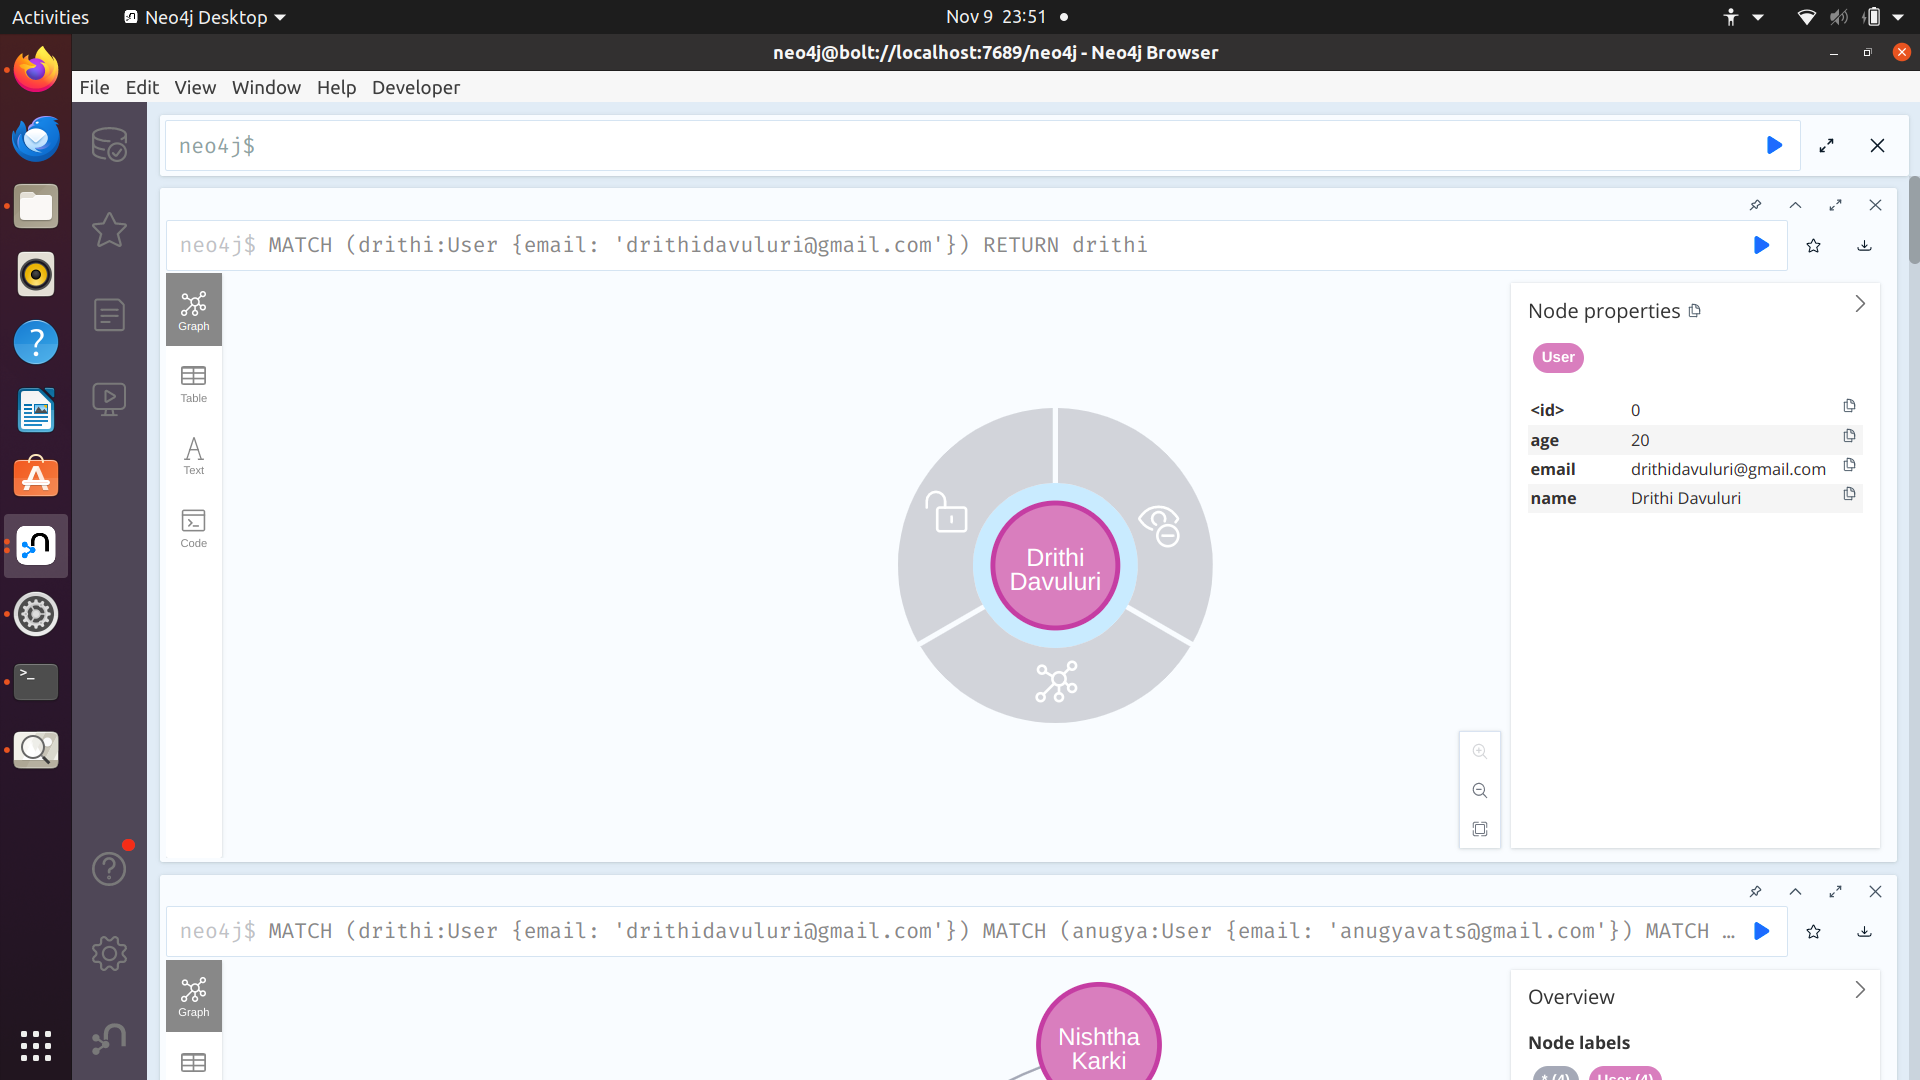 Activities Neo4j Desktop Nov 9 23:51
neo4j@bolt://localhost:7689/neo4j - Neo4j Browser
File Edit View Window Help Developer
neo4j$
neo4j$ MATCH (drithi:User {email: 'drithidavuluri@gmail.com'}) RETURN drithi
Graph
Table
Text
Code
Drithi
Davuluri
Node properties
User
<id> 0
age 20
email drithidavuluri@gmail.com
name Drithi Davuluri
neo4j$ MATCH (drithi:User {email: 'drithidavuluri@gmail.com'}) MATCH (anugya:User {email: 'anugyavats@gmail.com'}) MATCH …
Graph
Nishtha
Karki
Overview
Node labels
* (4) User (4)